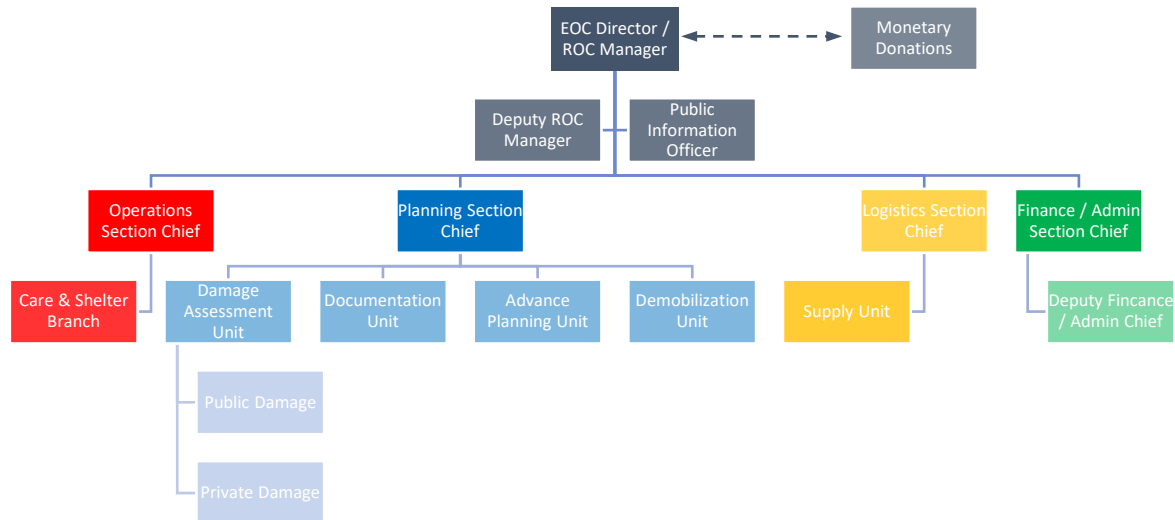 EOC Director /
ROC Manager
Monetary
Donations
Deputy ROC
Manager
Public
Information
Officer
Operations
Section Chief
Planning Section
Chief
Logistics Section
Chief
Finance / Admin
Section Chief
Care & Shelter
Branch
Damage
Assessment
Unit
Documentation
Unit
Advance
Planning Unit
Demobilization
Unit
Supply Unit
Deputy Fincance
/ Admin Chief
Public Damage
Private Damage